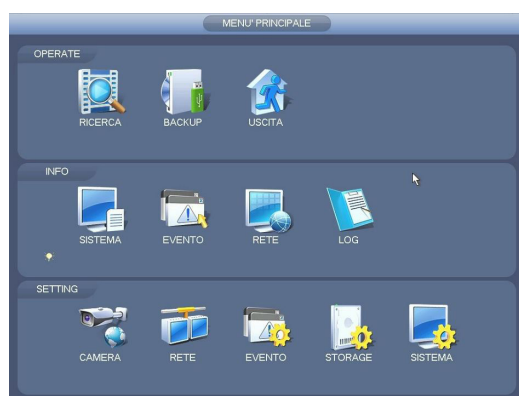 MENU' PRINCIPALE
OPERATE
RICERCA BACKUP USCITA
INFO
SISTEMA EVENTO RETE LOG
SETTING
CAMERA RETE EVENTO STORAGE SISTEMA